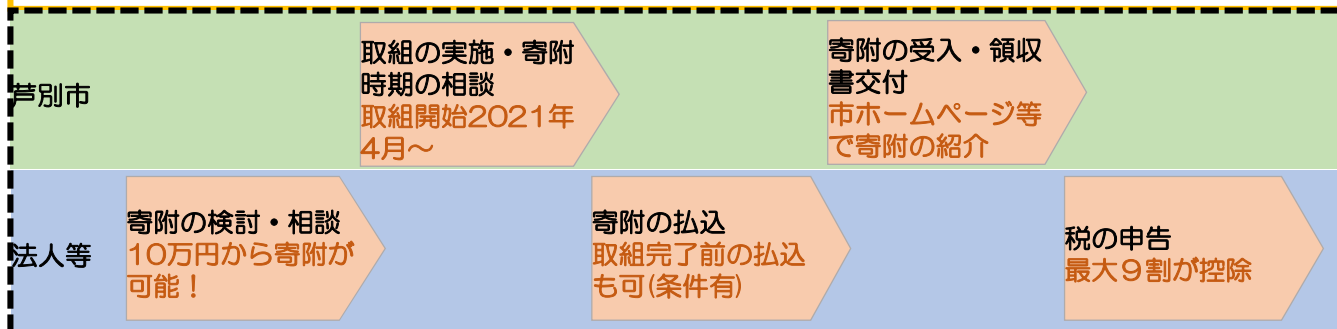 芦別市
取組の実施・寄附
時期の相談
取組開始2021年
4月～
寄附の受入・領収
書交付
市ホームページ等
で寄附の紹介
法人等
寄附の検討・相談
10万円から寄附が
可能！
寄附の払込
取組完了前の払込
も可(条件有)
税の申告
最大９割が控除